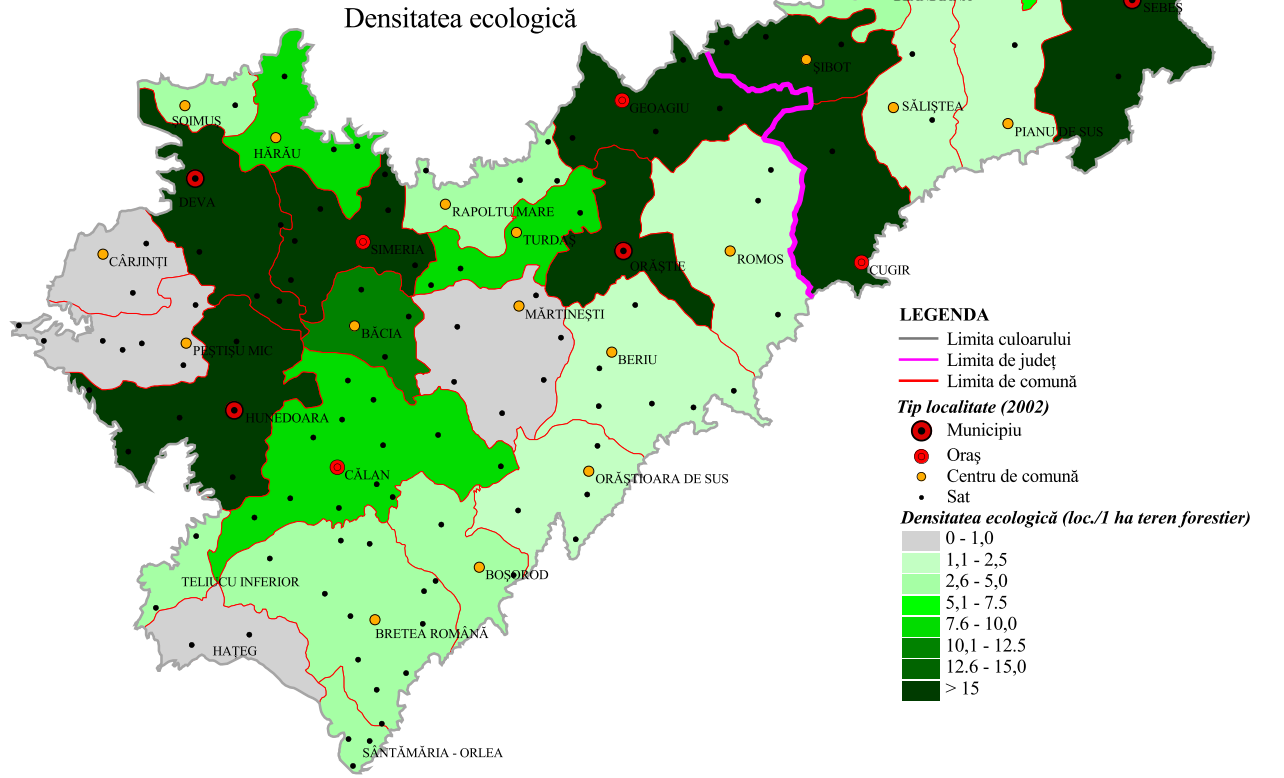 Densitatea ecologică
SEBEȘ
ȘIBOT
GEOAGIU
SĂLIȘTEA
ȘOIMUȘ
PIANU DE SUS
HĂRĂU
DEVA
RAPOLTU MARE
TURDAȘ
SIMERIA
ROMOS
CÂRJINȚI
ORĂȘTIE
CUGIR
MĂRTINEȘTI
LEGENDA
BĂCIA
Limita culoarului
PEȘTIȘU MIC
BERIU
Limita de județ
Limita de comună
Tip localitate (2002)
HUNEDOARA
Municipiu
Oraș
CĂLAN
ORĂȘTIOARA DE SUS
Centru de comună
Sat
Densitatea ecologică (loc./1 ha teren forestier)
0 - 1,0
1,1 - 2,5
BOȘOROD
TELIUCU INFERIOR
2,6 - 5,0
5,1 - 7.5
7.6 - 10,0
BRETEA ROMÂNĂ
10,1 - 12.5
HAȚEG
12.6 - 15,0
> 15
SÂNTĂMĂRIA - ORLEA